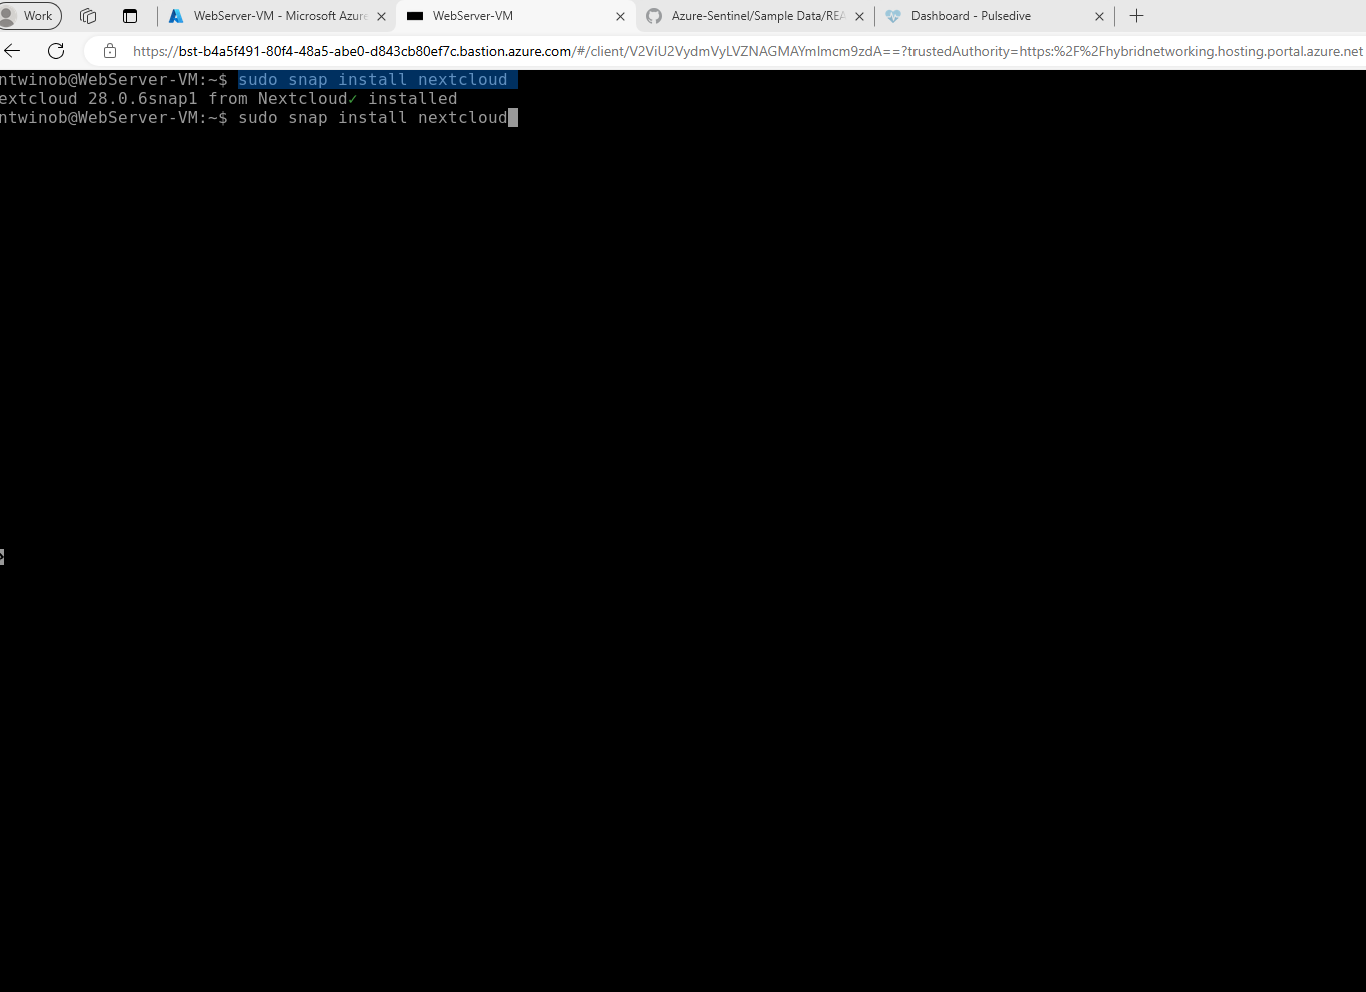 Work
WebServer-VM - Microsoft Azure
WebServer-VM
Azure-Sentinel/Sample Data/REA
Dashboard - Pulsedive
https://bst-b4a5f491-80f4-48a5-abe0-d843cb80ef7c.bastion.azure.com/#/client/V2ViU2VydmVyLVZNAGMAYmlmcm9zdA==?trustedAuthority=https:%2F%2Fhybridnetworking.hosting.portal.azure.net
ntwinob@WebServer-VM:~$ sudo snap install nextcloud
extcloud 28.0.6snap1 from Nextcloud✓ installed
ntwinob@WebServer-VM:~$ sudo snap install nextcloud